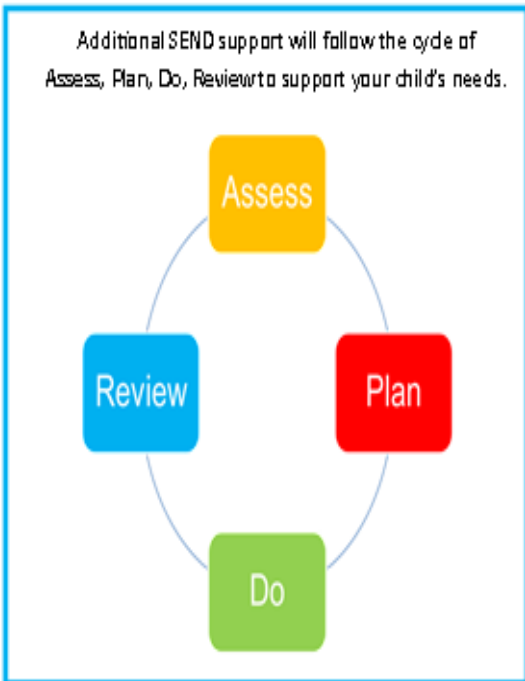 Additional SEND support will follow the cycle of
Assess, Plan, Do, Review to support your child's needs.
Assess
Review
Plan
Do